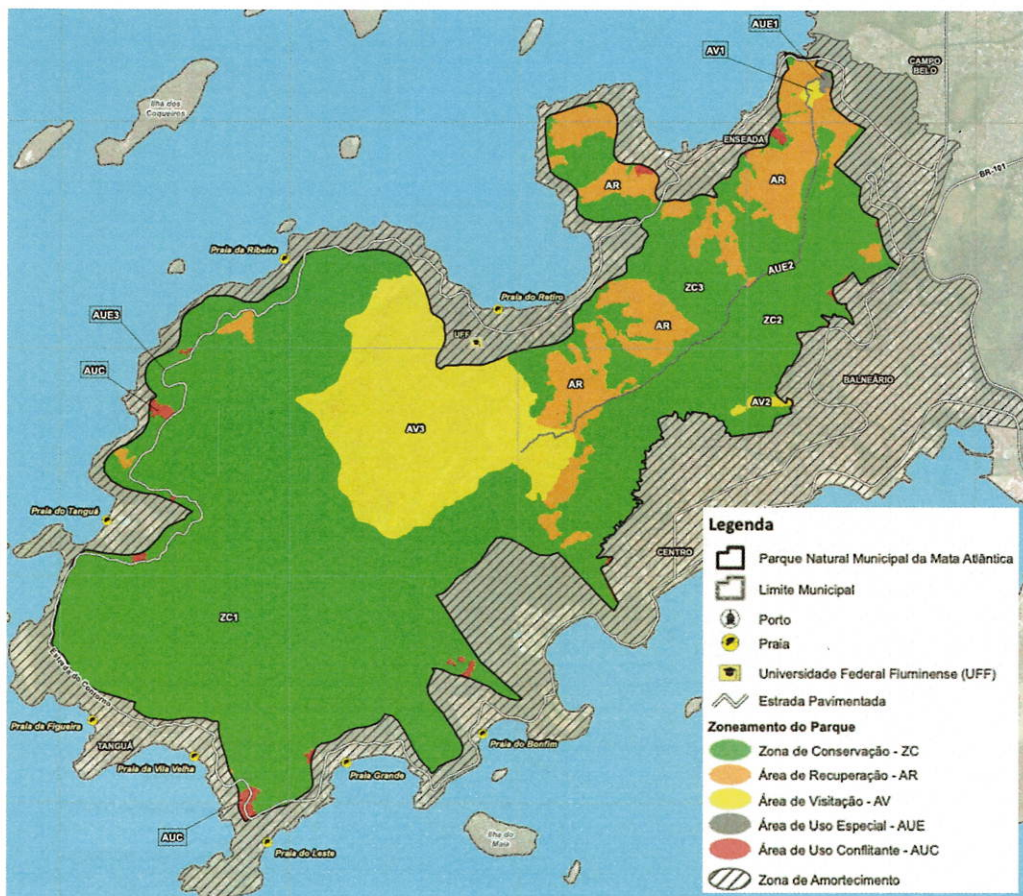 AUE1
AV1
CAMPO
BELO
Ilha dos
Coqueiros
ENSEADA
AR
AR
BR-101
Praia da Ribeira
AUE2
ZC3
Praia do Retiro
AUE3
ZC2
UFF
AR
AUC
BALNEÁRIO
AR
AV2
AV3
Praia do Tanguá
CENTRO
ZC1
Estrada do Contorno
Praia da Figueira
TANGUÁ
Praia da Vila Velha
Praia do Bonfim
Praia Grande
AUC
Praia do Leste
Ilha do
Maia
Legenda
Parque Natural Municipal da Mata Atlântica
Limite Municipal
Porto
Praia
Universidade Federal Fluminense (UFF)
Estrada Pavimentada
Zoneamento do Parque
Zona de Conservação - ZC
Área de Recuperação - AR
Área de Visitação - AV
Área de Uso Especial - AUE
Área de Uso Conflitante - AUC
Zona de Amortecimento